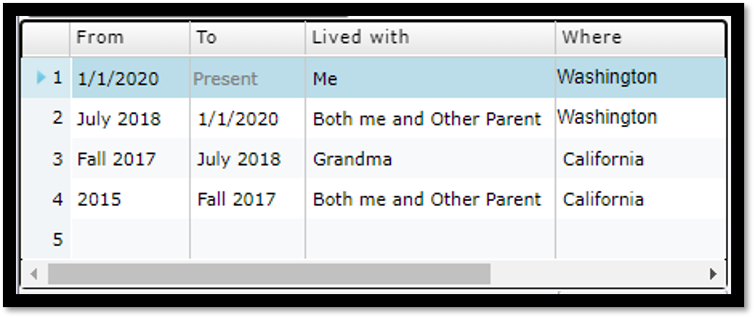 From To Lived with Where
1 1/1/2020 Present Me Washington
2 July 2018 1/1/2020 Both me and Other Parent Washington
3 Fall 2017 July 2018 Grandma California
4 2015 Fall 2017 Both me and Other Parent California
5